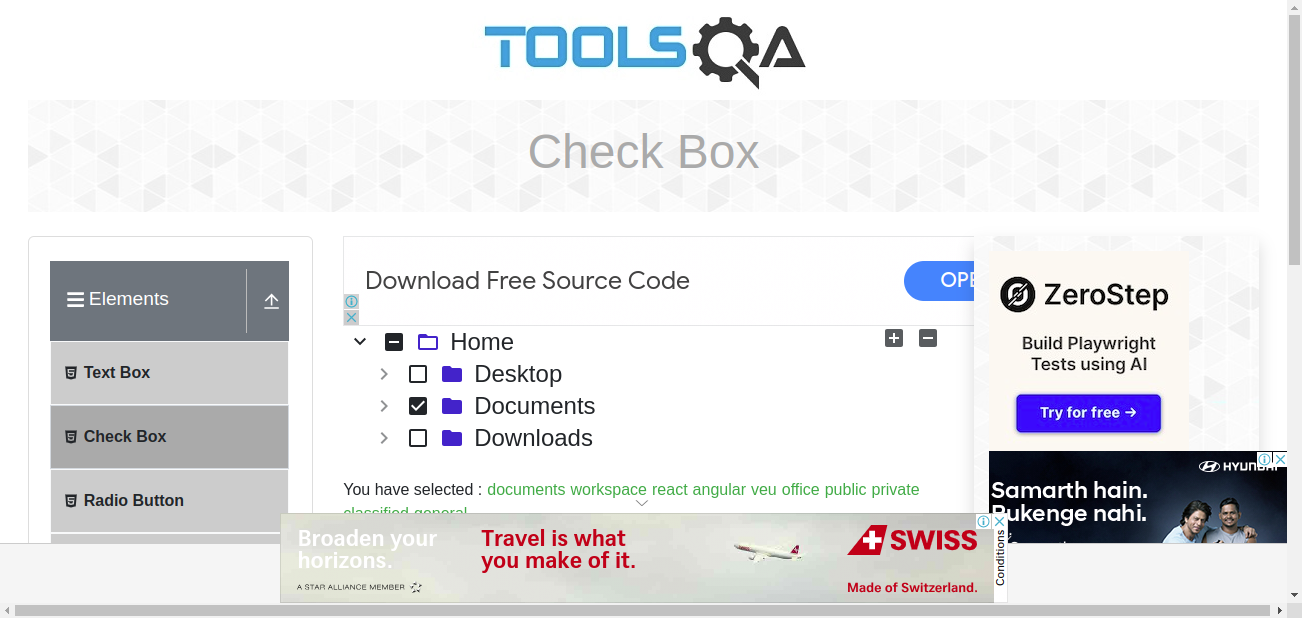 TOOLSQA
Check Box
Elements
Text Box
Check Box
Radio Button
Download Free Source Code
OPE
Home
Desktop
Documents
Downloads
You have selected : documents workspace react angular veu office public private
classified general
ZeroStep
Build Playwright
Tests using AI
Try for free →
HYUNDAI
Samarth hain.
Rukenge nahi.
Broaden your
horizons.
A STAR ALLIANCE MEMBER
Travel is what
you make of it.
SWISS
Made of Switzerland.
Conditions